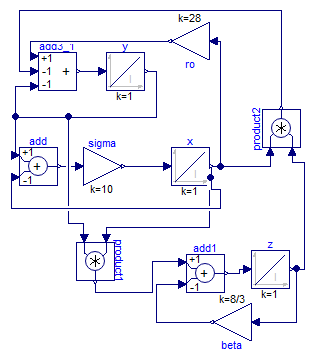 k=28
add3_1
y
+1
-1
+
-1
ro
k=1
product2
add
sigma
x
+1
+
-1
k=10
k=1
product1
add1
z
+1
+
-1
k=8/3
k=1
beta